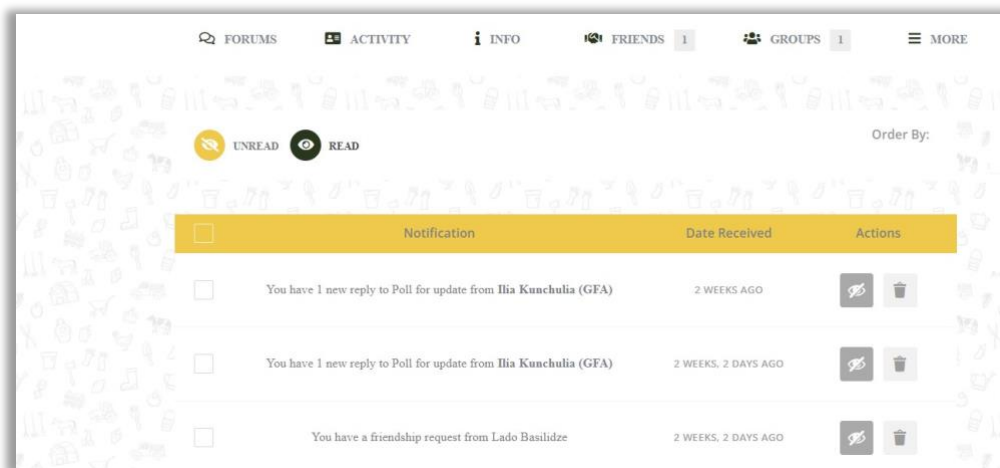 FORUMS ACTIVITY INFO FRIENDS 1 GROUPS 1 MORE
UNREAD READ Order By:
Notification Date Received Actions
You have 1 new reply to Poll for update from Ilia Kunchulia (GFA) 2 WEEKS AGO
You have 1 new reply to Poll for update from Ilia Kunchulia (GFA) 2 WEEKS, 2 DAYS AGO
You have a friendship request from Lado Basilidze 2 WEEKS, 2 DAYS AGO